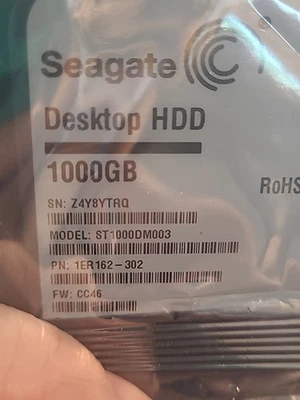 Seagate
Desktop HDD
1000GB
RoHS
SN: Z4Y8YTRQ
MODEL: ST1000DM003
PN: 1ER162-302
FW: CC46